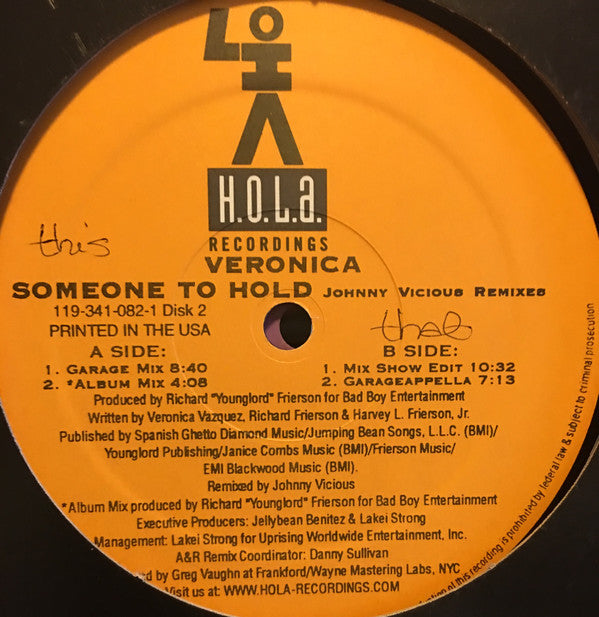 H.O.L.a.
RECORDINGS
VERONICA
this
SOMEONE TO HOLD Johnny Vicious Remixes
119-341-082-1 Disk 2
PRINTED IN THE USA
A SIDE:
1. Garage Mix 8:40
2. *Album Mix 4:08
B SIDE:
1. Mix Show Edit 10:32
2. Garageappella 7:13
Produced by Richard "Younglord" Frierson for Bad Boy Entertainment
Written by Veronica Vazquez, Richard Frierson & Harvey L. Frierson, Jr.
Published by Spanish Ghetto Diamond Music/Jumping Bean Songs, L.L.C. (BMI)/
Younglord Publishing/Janice Combs Music (BMI)/Frierson Music/
EMI Blackwood Music (BMI).
Remixed by Johnny Vicious
*Album Mix produced by Richard "Younglord" Frierson for Bad Boy Entertainment
Executive Producers: Jellybean Benitez & Lakei Strong
Management: Lakei Strong for Uprising Worldwide Entertainment, Inc.
A&R Remix Coordinator: Danny Sullivan
by Greg Vaughn at Frankford/Wayne Mastering Labs, NYC
Visit us at: WWW.HOLA-RECORDINGS.COM
of this recording is prohibited by federal law & subject to criminal prosecution